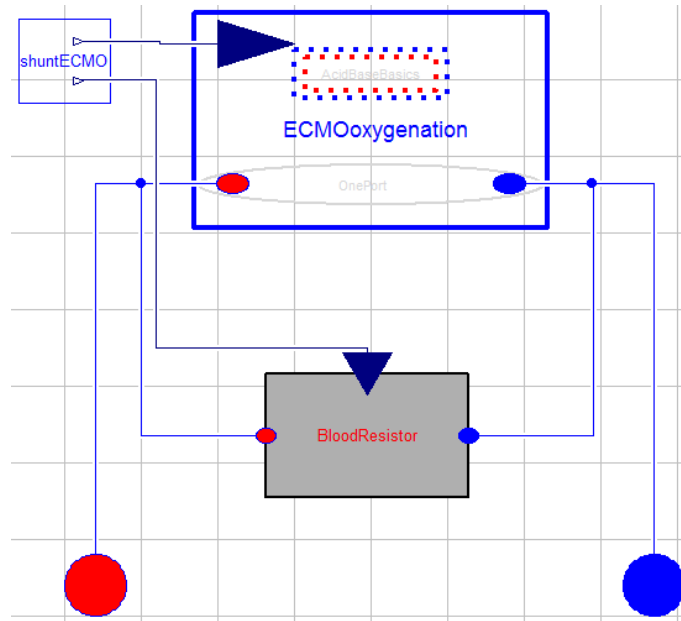 shuntECMO
AcidBaseBasics
ECMOoxygenation
OnePort
BloodResistor